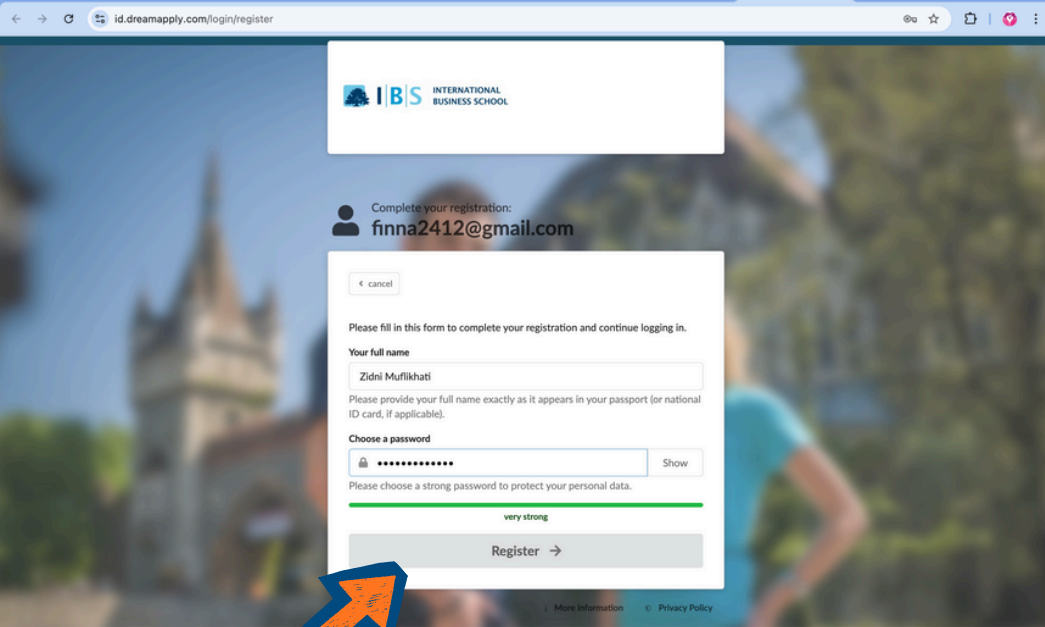 id.dreamapply.com/login/register
IBS INTERNATIONAL
BUSINESS SCHOOL
Complete your registration:
finna2412@gmail.com
cancel
Please fill in this form to complete your registration and continue logging in.
Your full name
Zidni Muflikhati
Please provide your full name exactly as it appears in your passport (or national
ID card, if applicable).
Choose a password
•••••••••••••
Show
Please choose a strong password to protect your personal data.
very strong
Register →
More Information
Privacy Policy